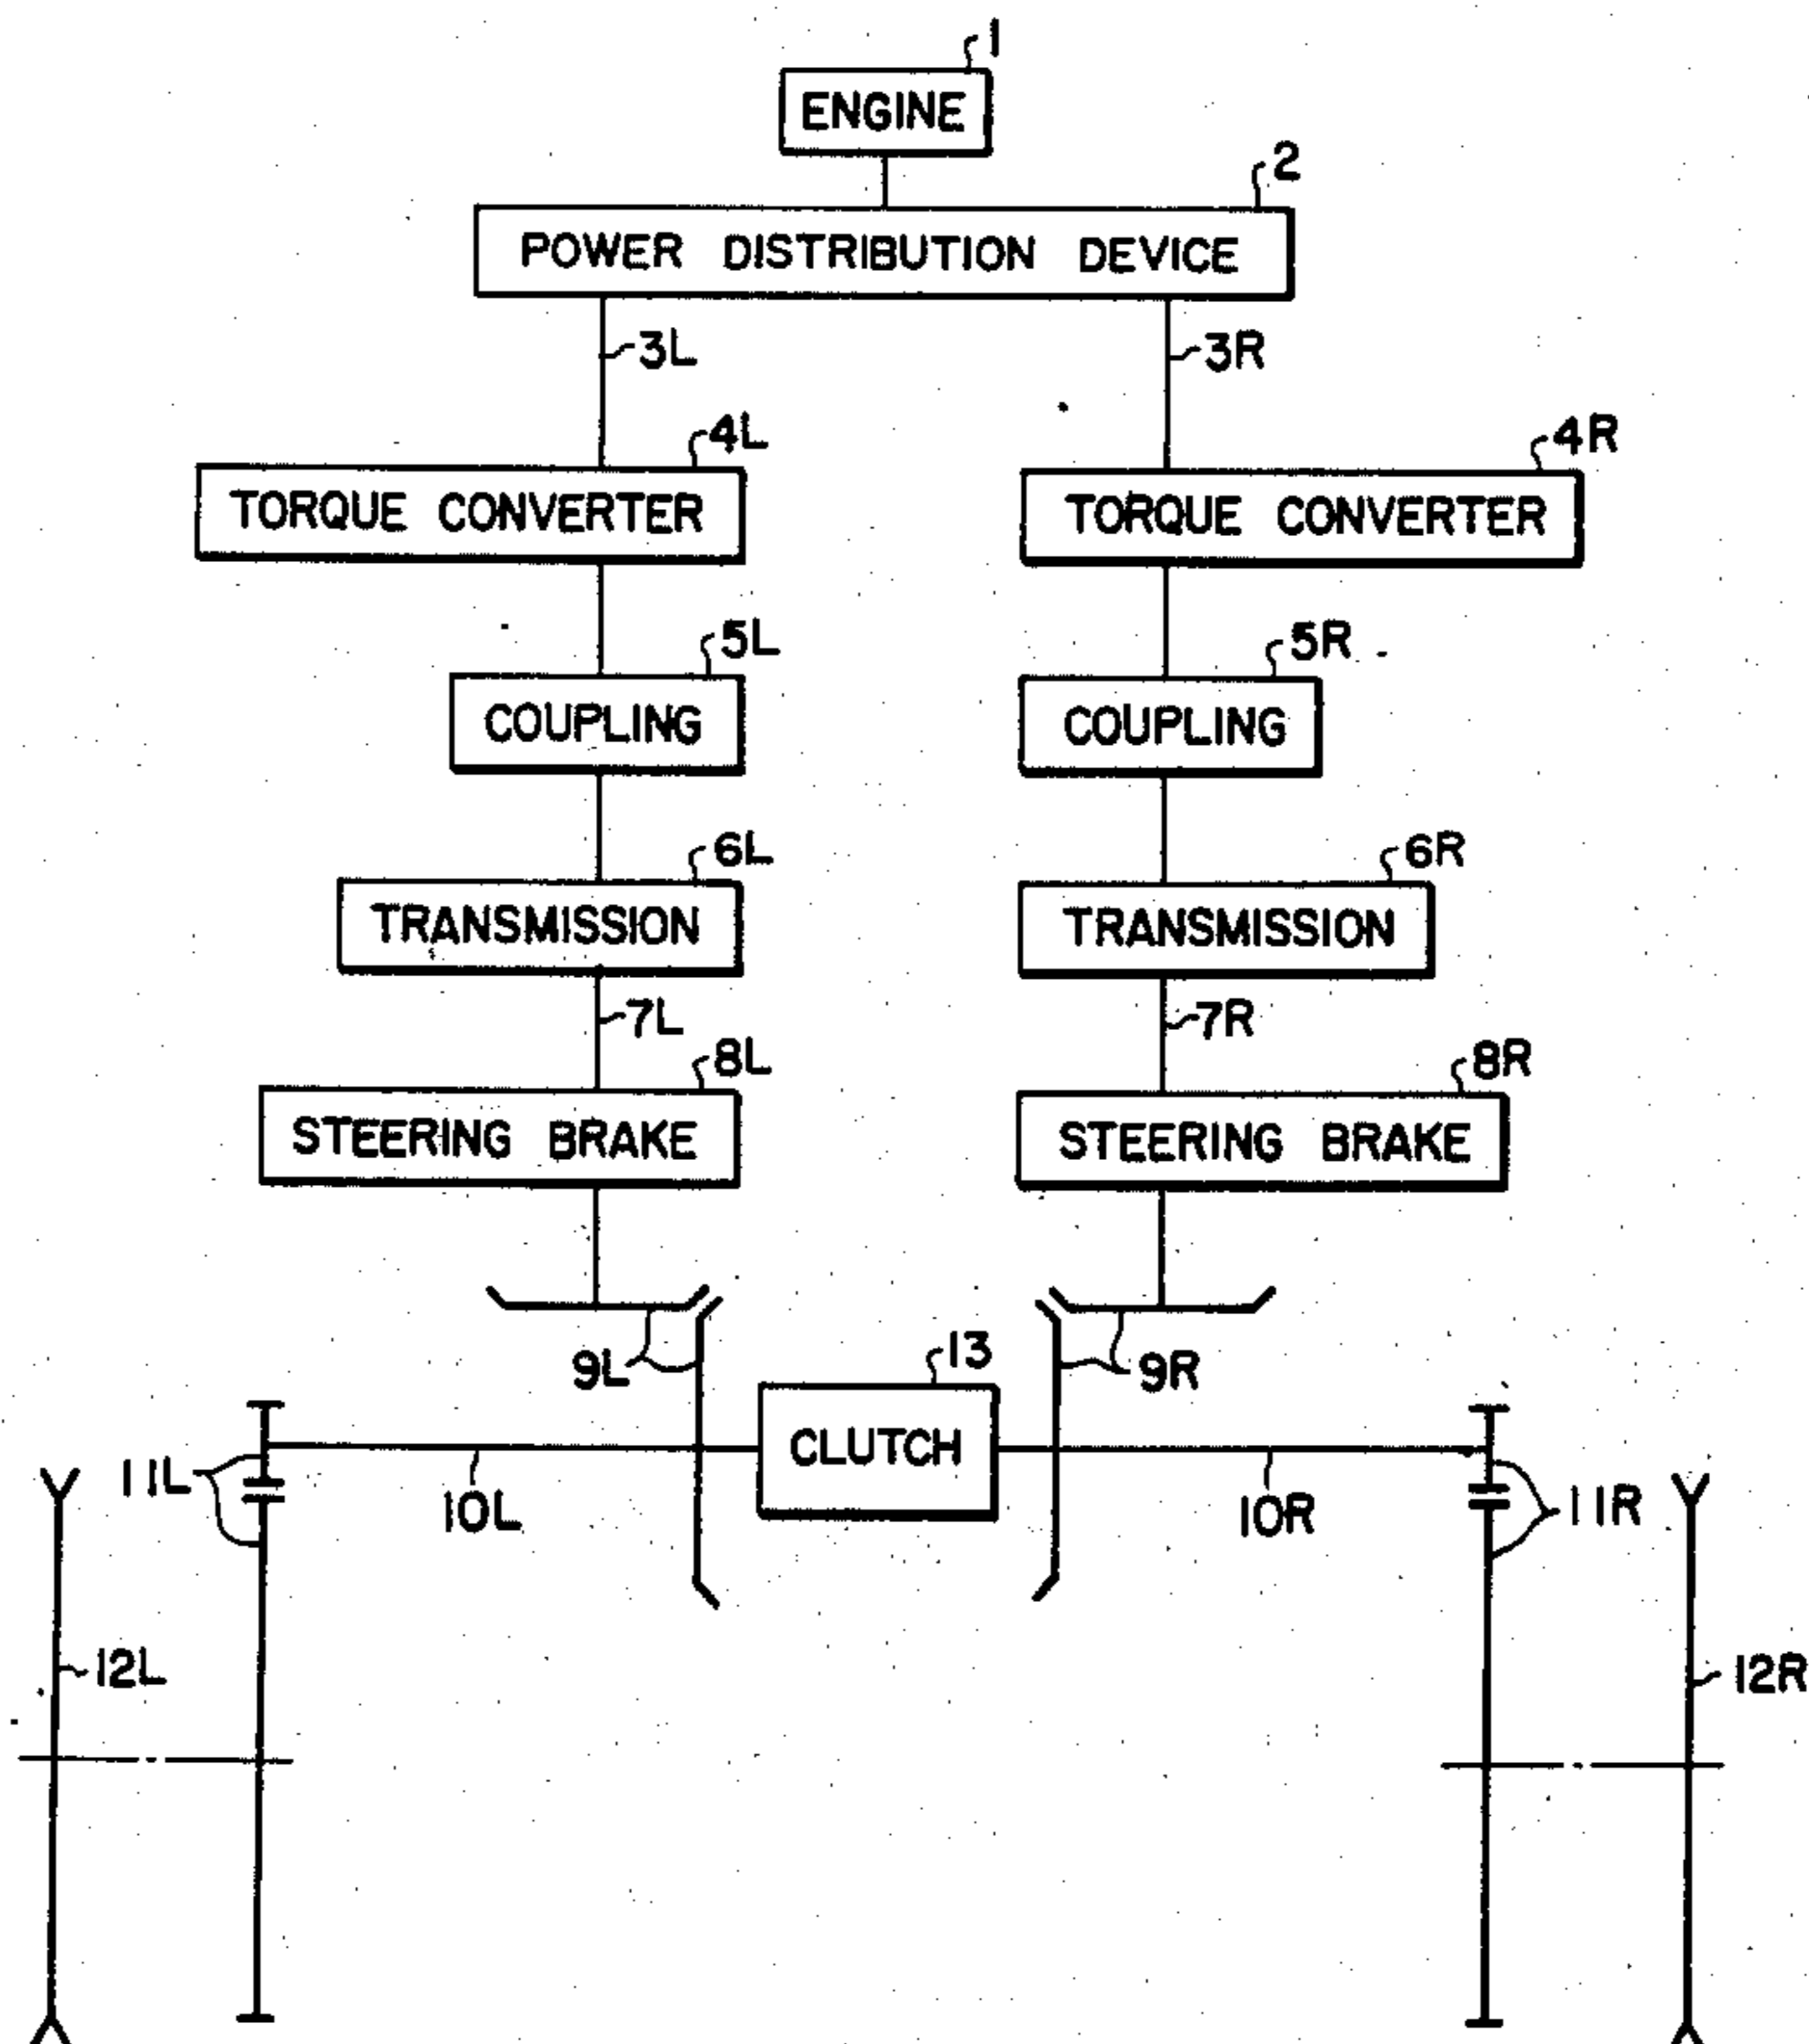 1
ENGINE
2
POWER DISTRIBUTION DEVICE
3L 3R
4L 4R
TORQUE CONVERTER TORQUE CONVERTER
5L 5R
COUPLING COUPLING
6L 6R
TRANSMISSION TRANSMISSION
7L 7R
8L 8R
STEERING BRAKE STEERING BRAKE
9L 13 9R
CLUTCH
11L 10L 10R 11R
12L 12R